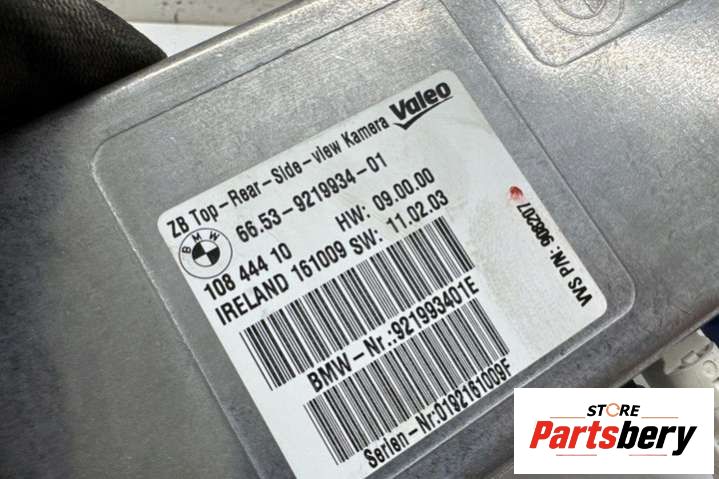 ZB Top-Rear-Side-view Kamera Valeo
BMW
66.53-9219934-01
108 444 10 HW: 09.00.00
IRELAND 161009 SW: 11.02.03
BMW-Nr.:921993401E
Serien-Nr:0192161009F
VVS P/N: 908207
STORE
Partsbery